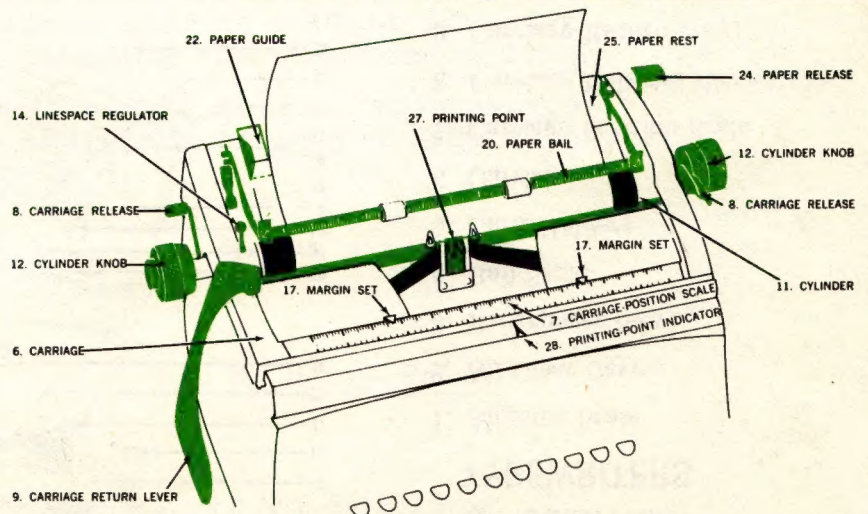 22. PAPER GUIDE
25. PAPER REST
24. PAPER RELEASE
14. LINESPACE REGULATOR
27. PRINTING POINT
20. PAPER BAIL
12. CYLINDER KNOB
8. CARRIAGE RELEASE
8. CARRIAGE RELEASE
12. CYLINDER KNOB
17. MARGIN SET
17. MARGIN SET
11. CYLINDER
7. CARRIAGE-POSITION SCALE
6. CARRIAGE
28. PRINTING-POINT INDICATOR
9. CARRIAGE RETURN LEVER